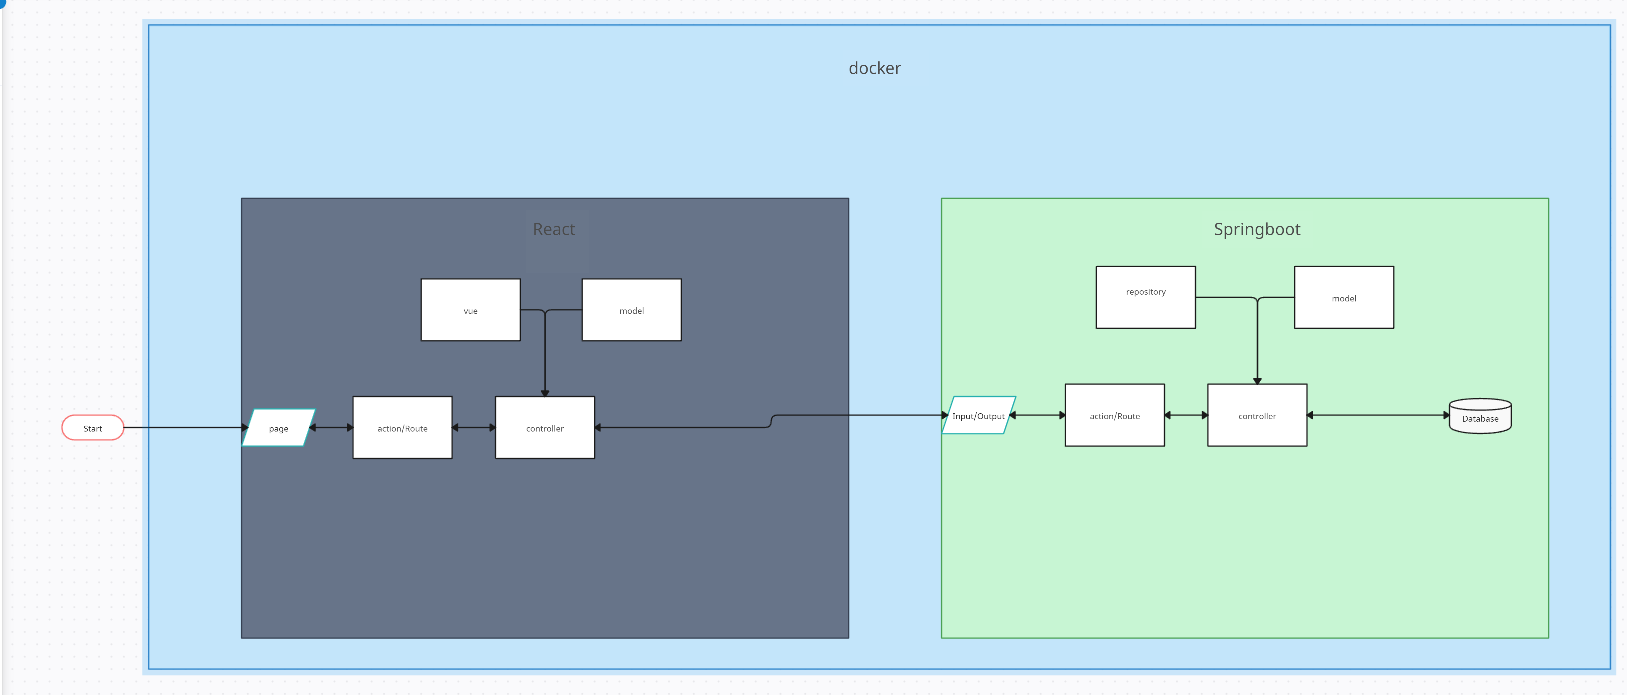 docker
React
Springboot
vue
model
repository
model
Start
page
action/Route
controller
Input/Output
action/Route
controller
Database